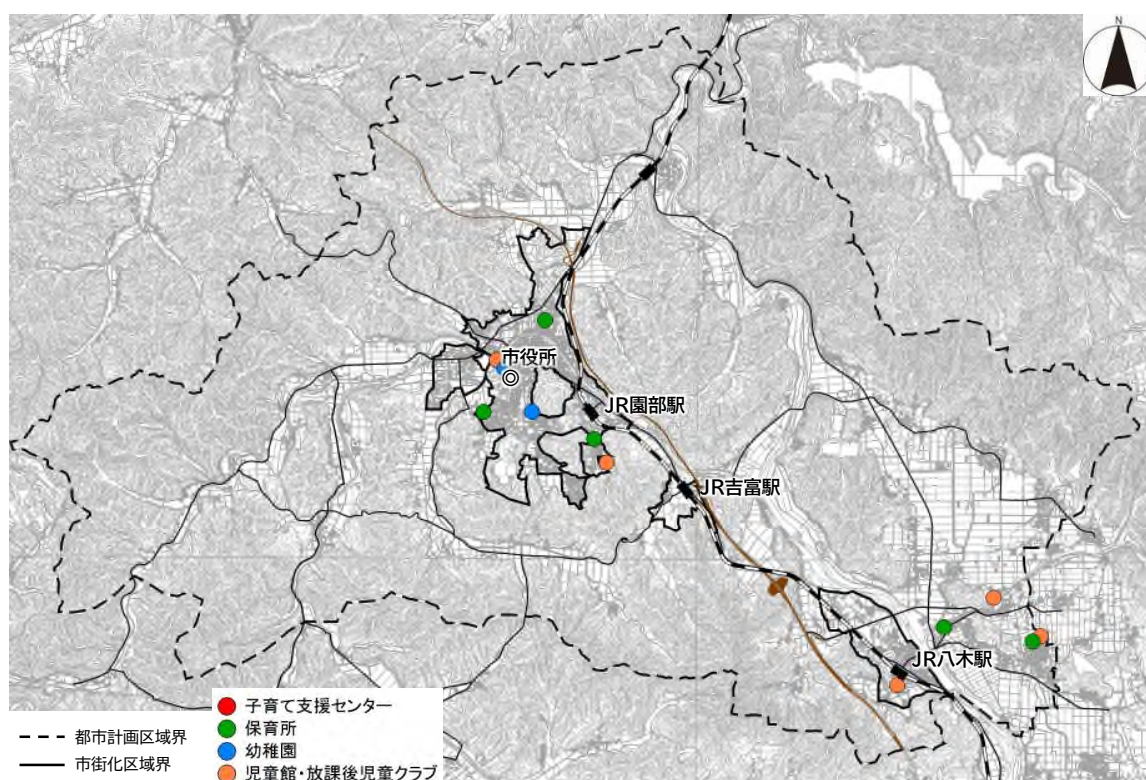 N
市役所
JR園部駅
JR吉富駅
JR八木駅
子育て支援センター
保育所
幼稚園
児童館・放課後児童クラブ
都市計画区域界
市街化区域界